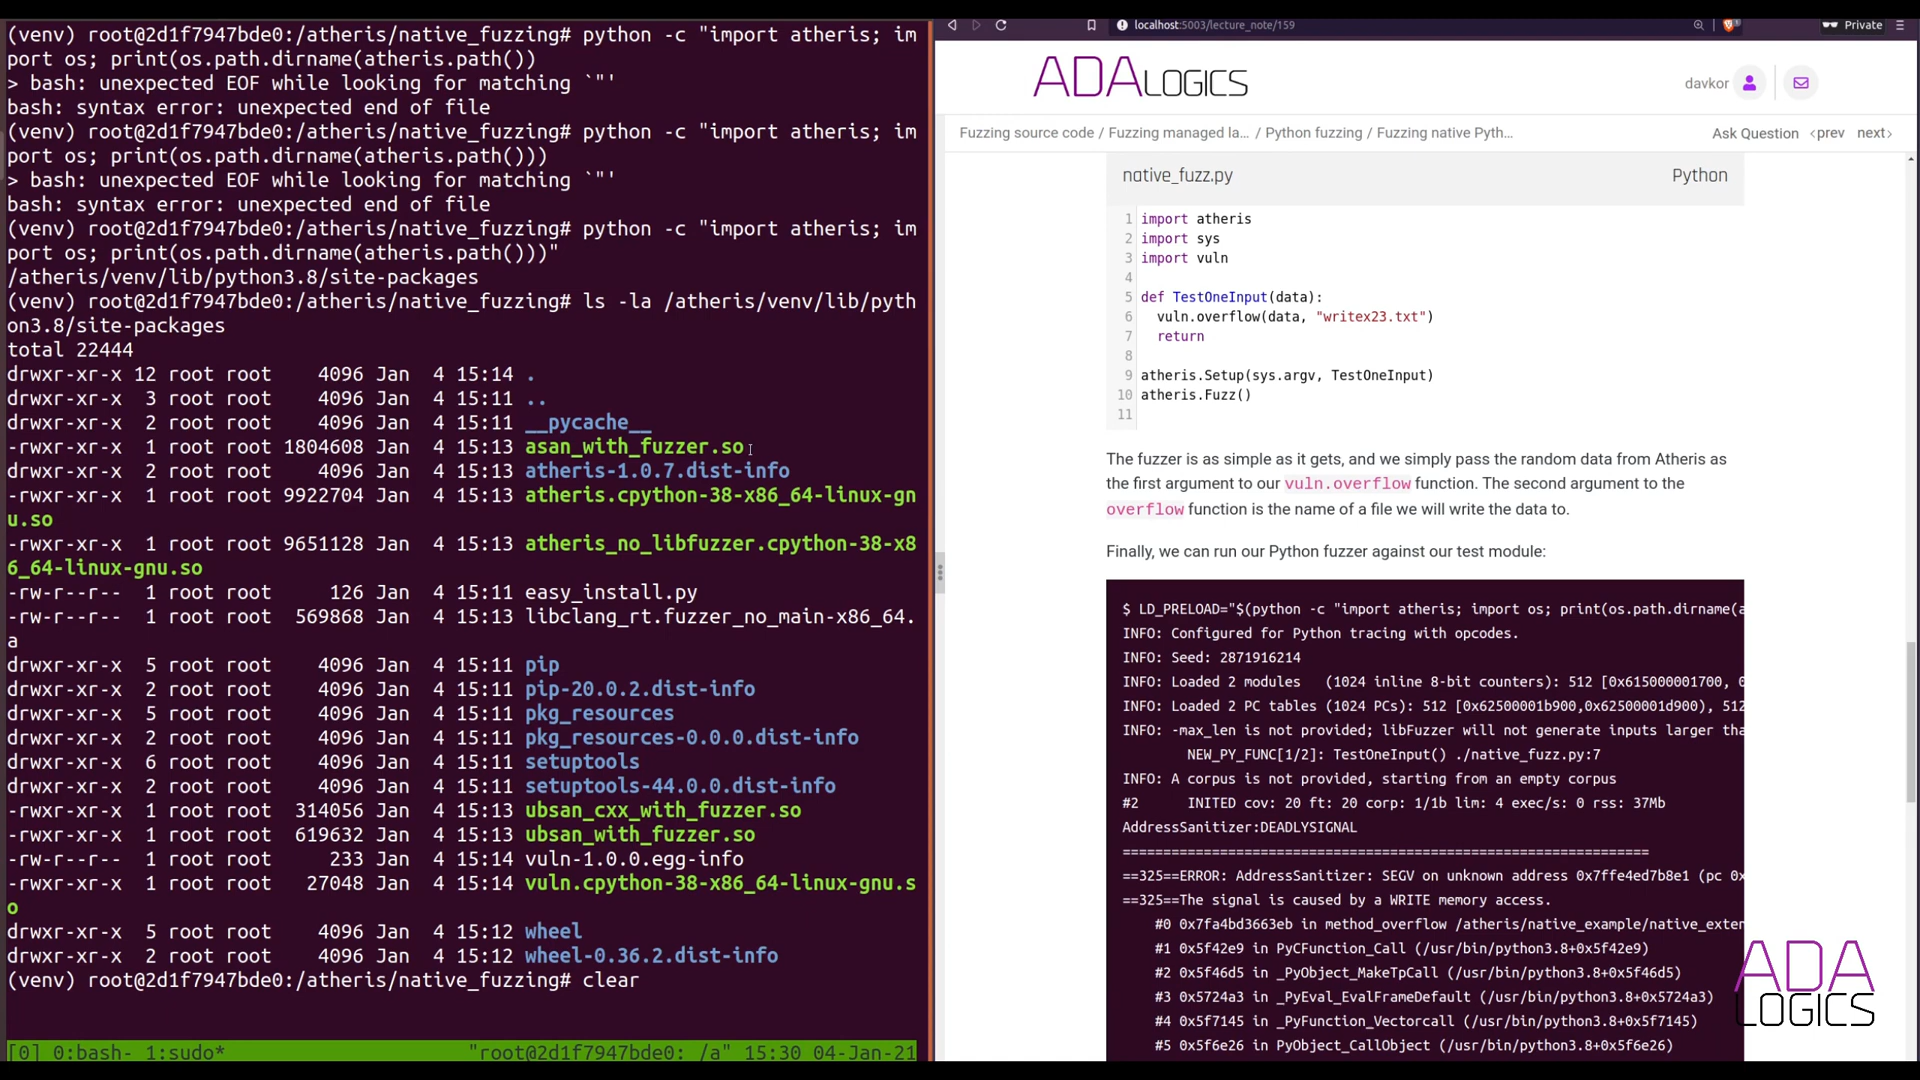 (venv) root@2d1f7947bde0:/atheris/native_fuzzing# python -c "import atheris; im
port os; print(os.path.dirname(atheris.path())
> bash: unexpected EOF while looking for matching `"'
bash: syntax error: unexpected end of file
(venv) root@2d1f7947bde0:/atheris/native_fuzzing# python -c "import atheris; im
port os; print(os.path.dirname(atheris.path()))
> bash: unexpected EOF while looking for matching `"'
bash: syntax error: unexpected end of file
(venv) root@2d1f7947bde0:/atheris/native_fuzzing# python -c "import atheris; im
port os; print(os.path.dirname(atheris.path()))"
/atheris/venv/lib/python3.8/site-packages
(venv) root@2d1f7947bde0:/atheris/native_fuzzing# ls -la /atheris/venv/lib/pyth
on3.8/site-packages
total 22444
drwxr-xr-x 12 root root    4096 Jan  4 15:14 .
drwxr-xr-x  3 root root    4096 Jan  4 15:11 ..
drwxr-xr-x  2 root root    4096 Jan  4 15:11 __pycache__
-rwxr-xr-x  1 root root 1804608 Jan  4 15:13 asan_with_fuzzer.so
drwxr-xr-x  2 root root    4096 Jan  4 15:13 atheris-1.0.7.dist-info
-rwxr-xr-x  1 root root 9922704 Jan  4 15:13 atheris.cpython-38-x86_64-linux-gn
u.so
-rwxr-xr-x  1 root root 9651128 Jan  4 15:13 atheris_no_libfuzzer.cpython-38-x8
6_64-linux-gnu.so
-rw-r--r--  1 root root     126 Jan  4 15:11 easy_install.py
-rw-r--r--  1 root root  569868 Jan  4 15:13 libclang_rt.fuzzer_no_main-x86_64.
a
drwxr-xr-x  5 root root    4096 Jan  4 15:11 pip
drwxr-xr-x  2 root root    4096 Jan  4 15:11 pip-20.0.2.dist-info
drwxr-xr-x  5 root root    4096 Jan  4 15:11 pkg_resources
drwxr-xr-x  2 root root    4096 Jan  4 15:11 pkg_resources-0.0.0.dist-info
drwxr-xr-x  6 root root    4096 Jan  4 15:11 setuptools
drwxr-xr-x  2 root root    4096 Jan  4 15:11 setuptools-44.0.0.dist-info
-rwxr-xr-x  1 root root  314056 Jan  4 15:13 ubsan_cxx_with_fuzzer.so
-rwxr-xr-x  1 root root  619632 Jan  4 15:13 ubsan_with_fuzzer.so
-rw-r--r--  1 root root     233 Jan  4 15:14 vuln-1.0.0.egg-info
-rwxr-xr-x  1 root root   27048 Jan  4 15:14 vuln.cpython-38-x86_64-linux-gnu.s
o
drwxr-xr-x  5 root root    4096 Jan  4 15:12 wheel
drwxr-xr-x  2 root root    4096 Jan  4 15:12 wheel-0.36.2.dist-info
(venv) root@2d1f7947bde0:/atheris/native_fuzzing# clear
[0] 0:bash- 1:sudo* "root@2d1f7947bde0: /a" 15:30 04-Jan-21
localhost:5003/lecture_note/159
Private
ADALOGICS
davkor
Fuzzing source code / Fuzzing managed la... / Python fuzzing / Fuzzing native Pyth...
Ask Question <prev next>
native_fuzz.py Python
1 import atheris
2 import sys
3 import vuln
4
5 def TestOneInput(data):
6   vuln.overflow(data, "writex23.txt")
7   return
8
9 atheris.Setup(sys.argv, TestOneInput)
10 atheris.Fuzz()
11
The fuzzer is as simple as it gets, and we simply pass the random data from Atheris as
the first argument to our vuln.overflow function. The second argument to the
overflow function is the name of a file we will write the data to.
Finally, we can run our Python fuzzer against our test module:
$ LD_PRELOAD="$(python -c "import atheris; import os; print(os.path.dirname(a
INFO: Configured for Python tracing with opcodes.
INFO: Seed: 2871916214
INFO: Loaded 2 modules   (1024 inline 8-bit counters): 512 [0x615000001700, 0
INFO: Loaded 2 PC tables (1024 PCs): 512 [0x62500001b900,0x62500001d900), 512
INFO: -max_len is not provided; libFuzzer will not generate inputs larger tha
NEW_PY_FUNC[1/2]: TestOneInput() ./native_fuzz.py:7
INFO: A corpus is not provided, starting from an empty corpus
#2      INITED cov: 20 ft: 20 corp: 1/1b lim: 4 exec/s: 0 rss: 37Mb
AddressSanitizer:DEADLYSIGNAL
=================================================================
==325==ERROR: AddressSanitizer: SEGV on unknown address 0x7ffe4ed7b8e1 (pc 0x
==325==The signal is caused by a WRITE memory access.
#0 0x7fa4bd3663eb in method_overflow /atheris/native_example/native_exten
#1 0x5f42e9 in PyCFunction_Call (/usr/bin/python3.8+0x5f42e9)
#2 0x5f46d5 in _PyObject_MakeTpCall (/usr/bin/python3.8+0x5f46d5)
#3 0x5724a3 in _PyEval_EvalFrameDefault (/usr/bin/python3.8+0x5724a3)
#4 0x5f7145 in _PyFunction_Vectorcall (/usr/bin/python3.8+0x5f7145)
#5 0x5f6e26 in PyObject_CallObject (/usr/bin/python3.8+0x5f6e26)
ADA
LOGICS